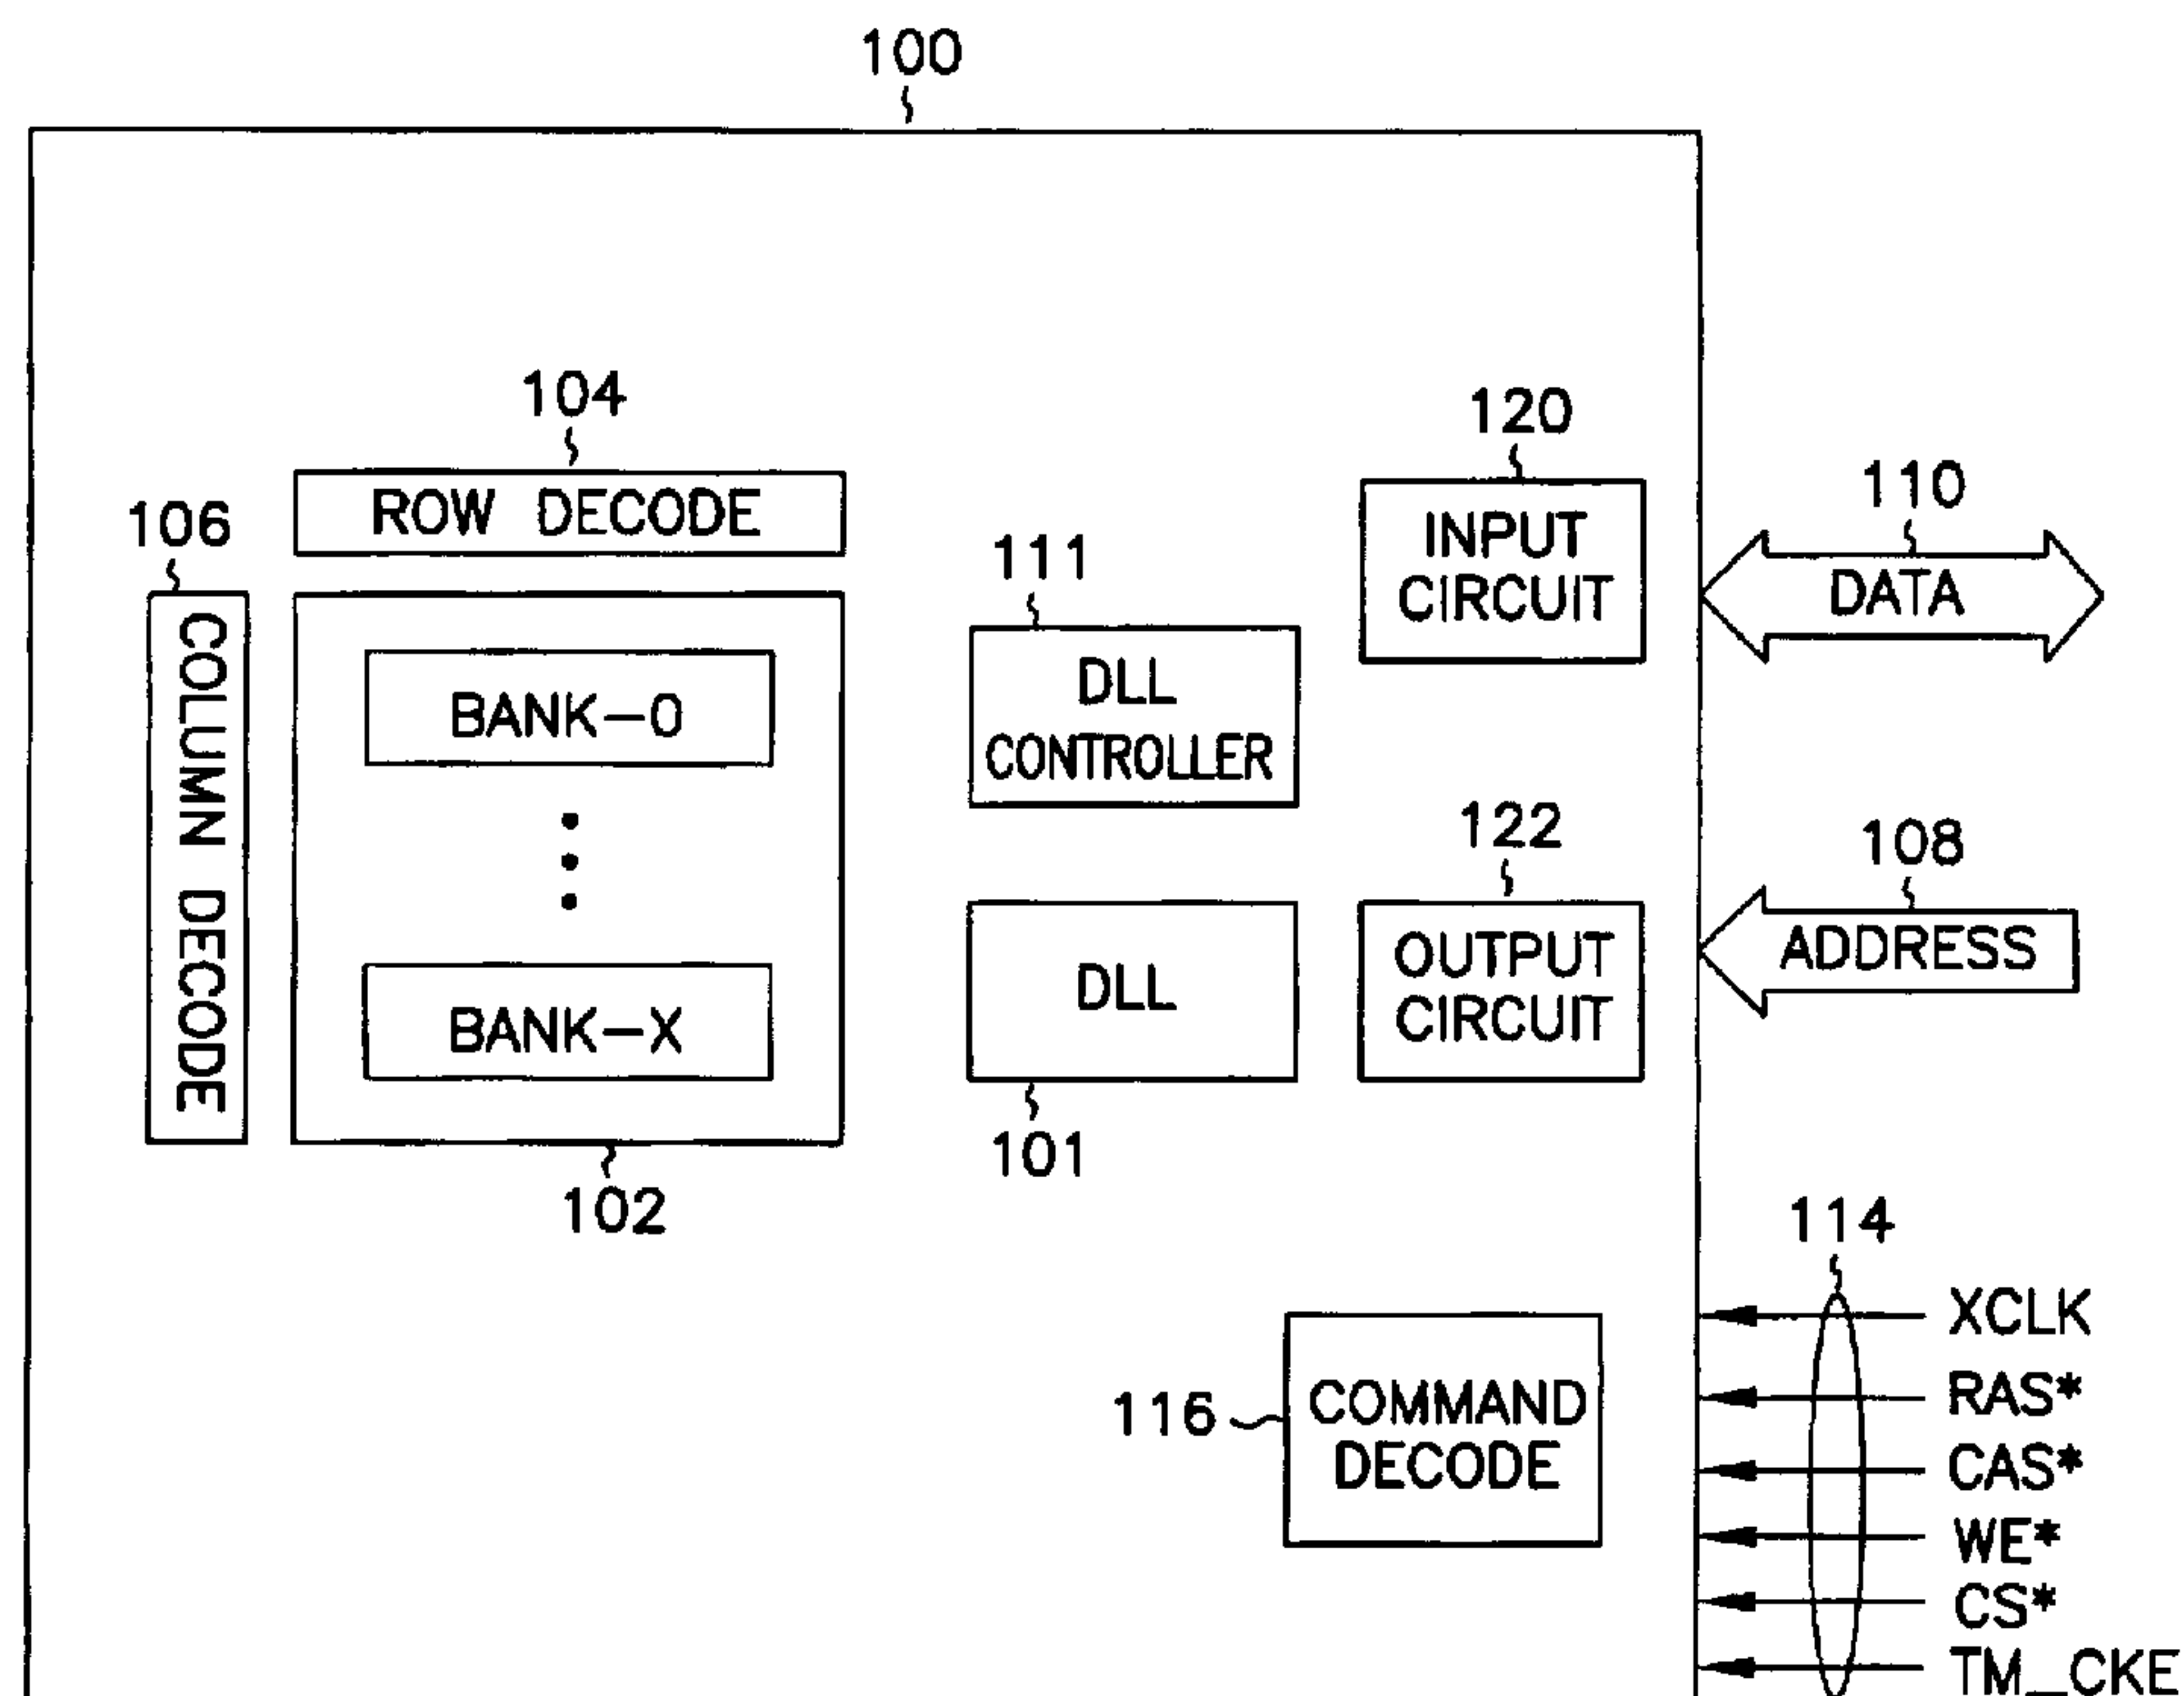 100
104
ROW DECODE
106
COLUMN DECODE
BANK-0
BANK-X
102
111
DLL
CONTROLLER
DLL
101
120
INPUT
CIRCUIT
122
OUTPUT
CIRCUIT
110
DATA
108
ADDRESS
116
COMMAND
DECODE
114
XCLK
RAS*
CAS*
WE*
CS*
TM_CKE